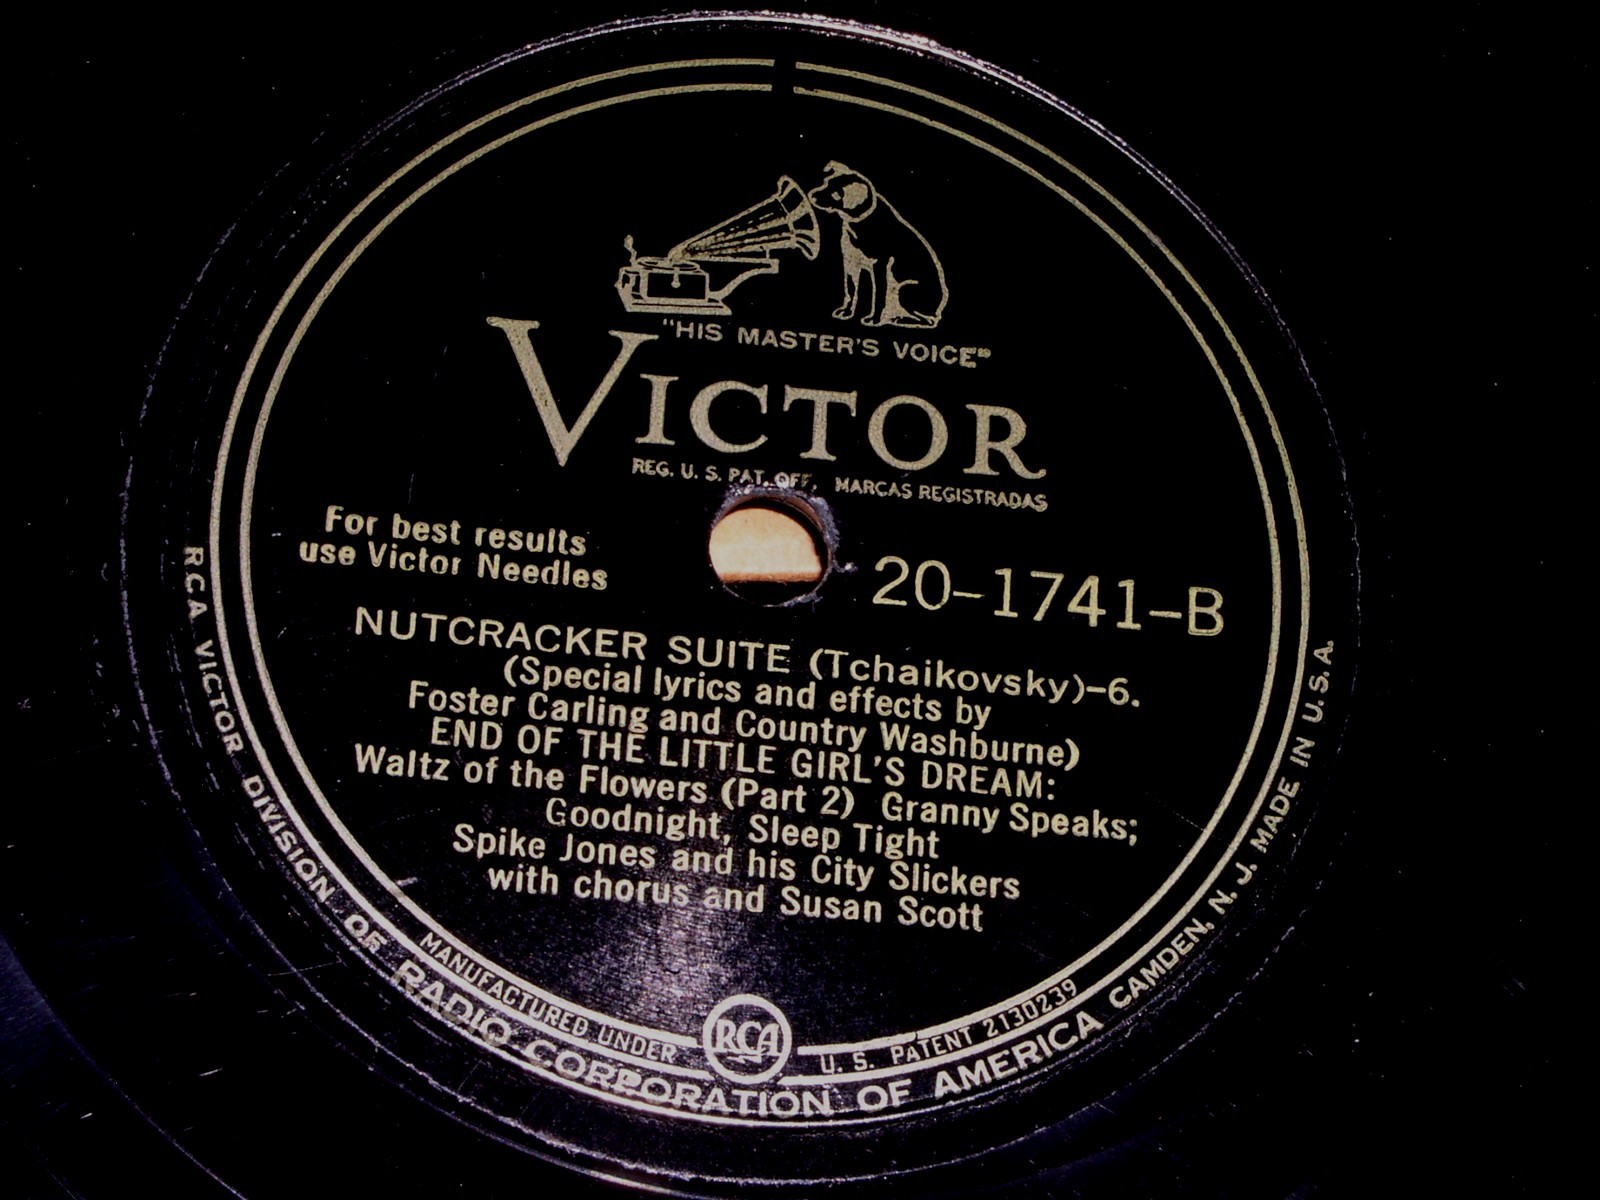 "HIS MASTER'S VOICE"
VICTOR
REG. U. S. PAT. OFF. MARCAS REGISTRADAS
For best results
use Victor Needles
20-1741-B
NUTCRACKER SUITE (Tchaikovsky)-6.
(Special lyrics and effects by
Foster Carling and Country Washburne)
END OF THE LITTLE GIRL'S DREAM:
Waltz of the Flowers (Part 2) Granny Speaks;
Goodnight, Sleep Tight
Spike Jones and his City Slickers
with chorus and Susan Scott
MANUFACTURED UNDER RCA U. S. PATENT 2130239
RCA VICTOR DIVISION OF RADIO CORPORATION OF AMERICA CAMDEN, N. J. MADE IN U.S.A.